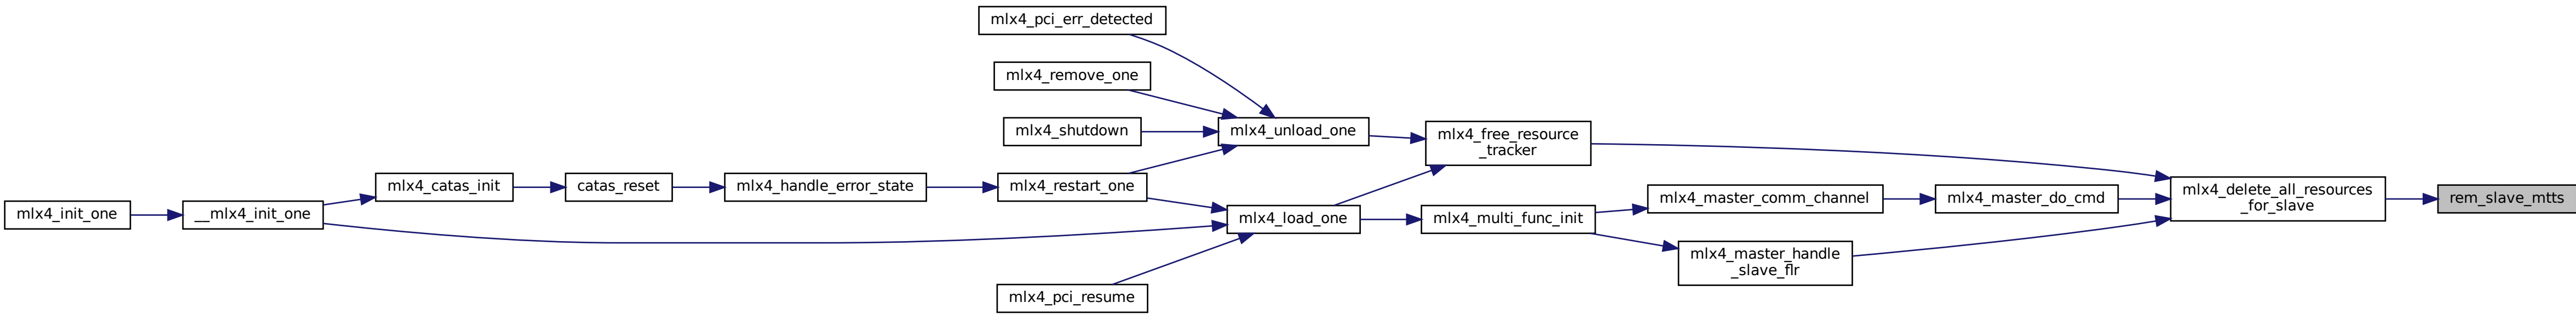 mlx4_pci_err_detected
mlx4_remove_one
mlx4_shutdown
mlx4_unload_one
mlx4_free_resource
_tracker
mlx4_init_one
__mlx4_init_one
mlx4_catas_init
catas_reset
mlx4_handle_error_state
mlx4_restart_one
mlx4_load_one
mlx4_multi_func_init
mlx4_master_comm_channel
mlx4_master_do_cmd
mlx4_master_handle
_slave_flr
mlx4_delete_all_resources
_for_slave
rem_slave_mtts
mlx4_pci_resume